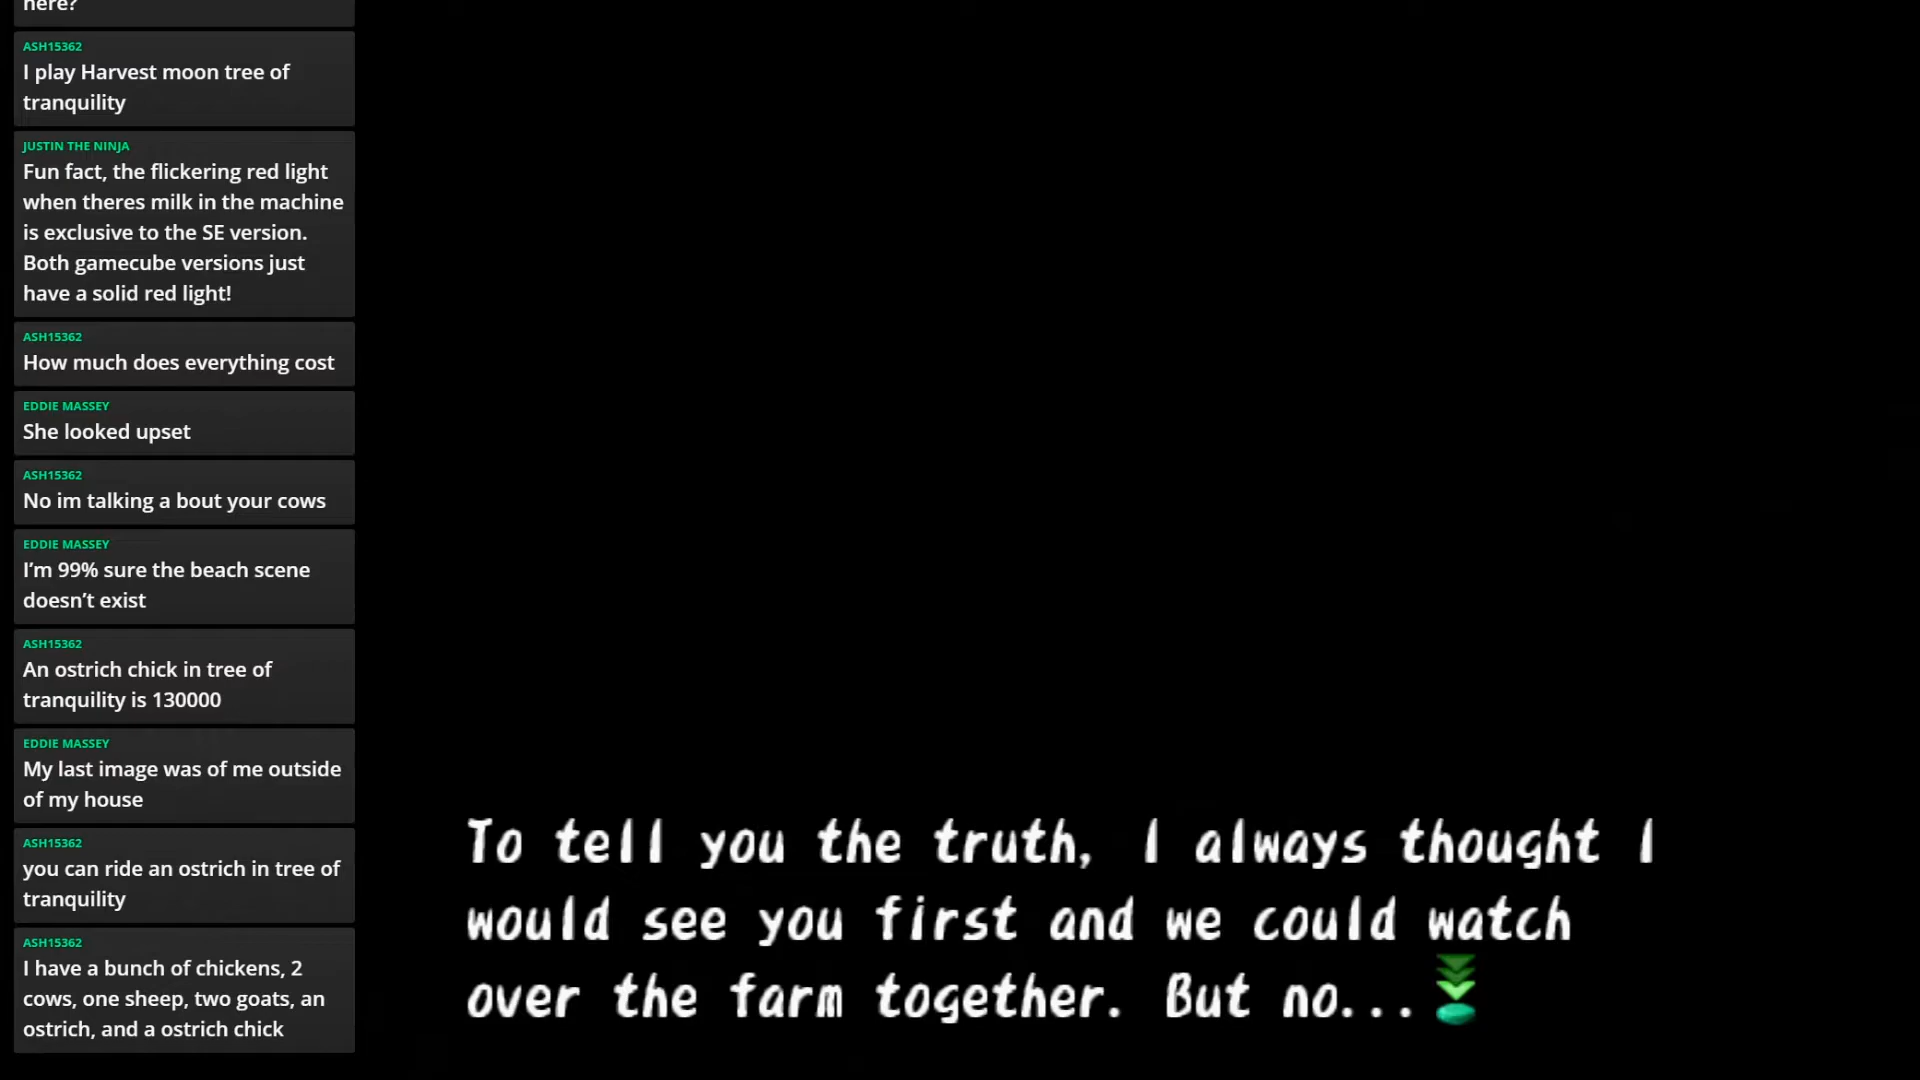 here?
ASH15362
I play Harvest moon tree of
tranquility
JUSTIN THE NINJA
Fun fact, the flickering red light
when theres milk in the machine
is exclusive to the SE version.
Both gamecube versions just
have a solid red light!
ASH15362
How much does everything cost
EDDIE MASSEY
She looked upset
ASH15362
No im talking a bout your cows
EDDIE MASSEY
I’m 99% sure the beach scene
doesn’t exist
ASH15362
An ostrich chick in tree of
tranquility is 130000
EDDIE MASSEY
My last image was of me outside
of my house
ASH15362
you can ride an ostrich in tree of
tranquility
ASH15362
I have a bunch of chickens, 2
cows, one sheep, two goats, an
ostrich, and a ostrich chick
To tell you the truth, I always thought I
would see you first and we could watch
over the farm together. But no...